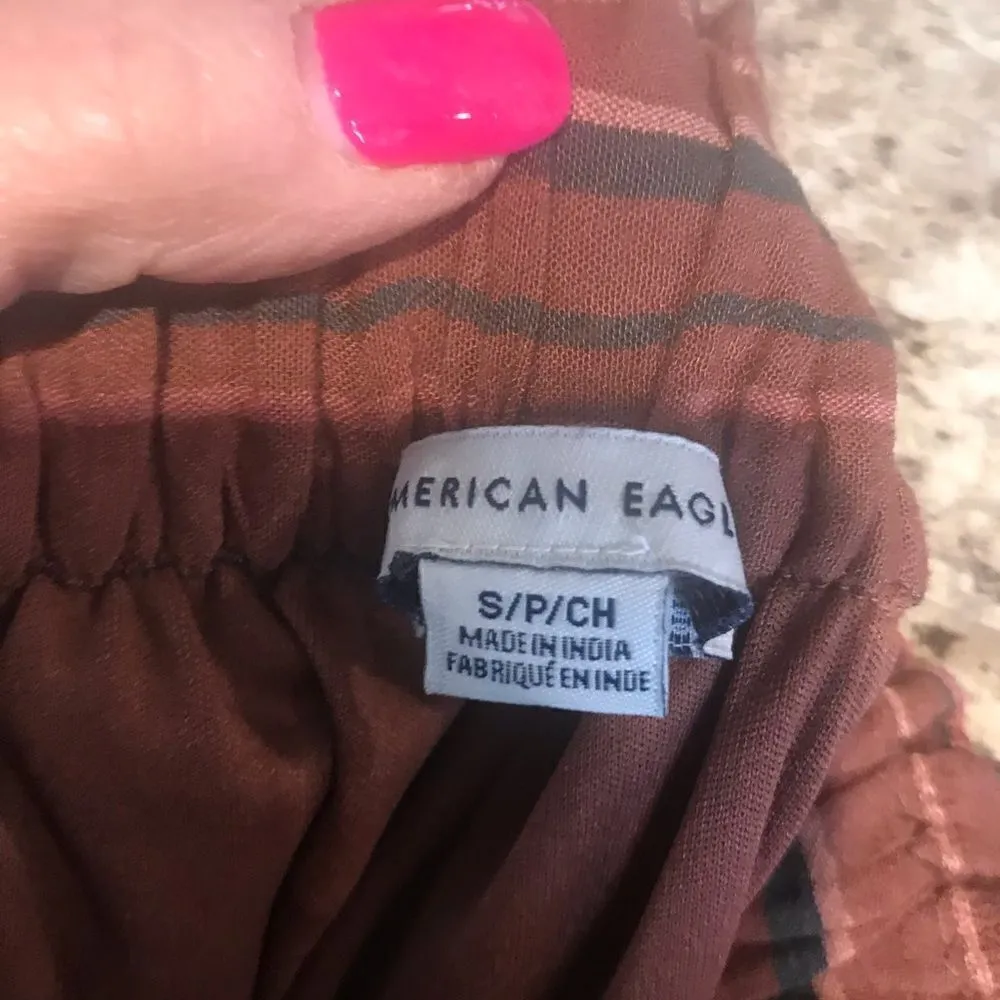 MERICAN EAGL
S/P/CH
MADE IN INDIA
FABRIQUÉ EN INDE